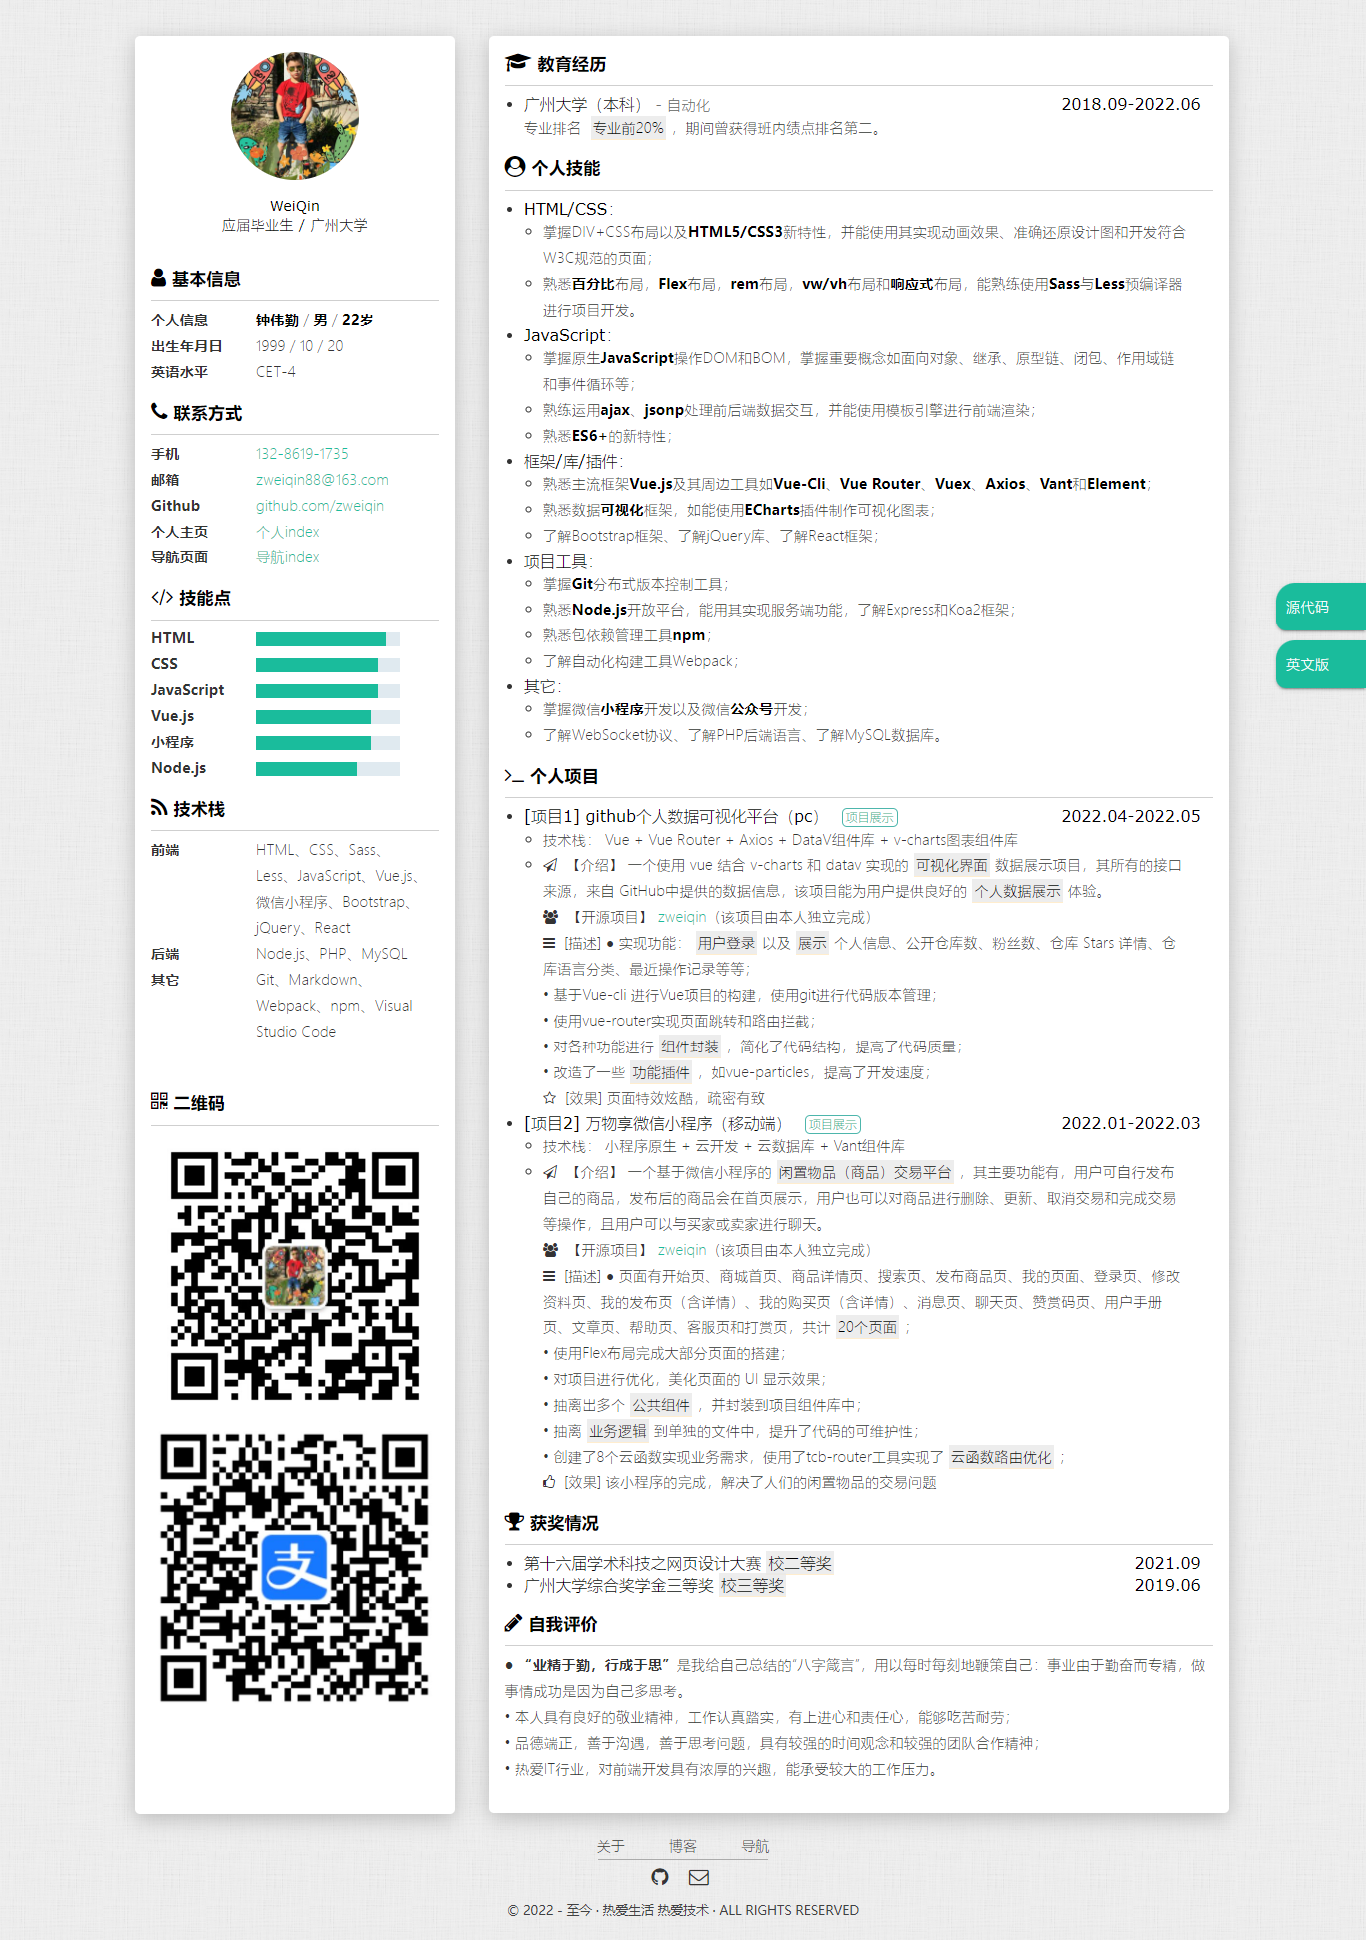 WeiQin
应届毕业生 / 广州大学
基本信息
个人信息 钟伟勤 / 男 / 22岁
出生年月日 1999 / 10 / 20
英语水平 CET-4
联系方式
手机 132-8619-1735
邮箱 zweiqin88@163.com
Github github.com/zweiqin
个人主页 个人index
导航页面 导航index
</> 技能点
HTML
CSS
JavaScript
Vue.js
小程序
Node.js
技术栈
前端 HTML、CSS、Sass、
Less、JavaScript、Vue.js、
微信小程序、Bootstrap、
jQuery、React
后端 Node.js、PHP、MySQL
其它 Git、Markdown、
Webpack、npm、Visual
Studio Code
二维码
支
教育经历
• 广州大学（本科） - 自动化 2018.09-2022.06
专业排名 专业前20% ，期间曾获得班内绩点排名第二。
个人技能
• HTML/CSS：
掌握DIV+CSS布局以及HTML5/CSS3新特性，并能使用其实现动画效果、准确还原设计图和开发符合
W3C规范的页面；
熟悉百分比布局，Flex布局，rem布局，vw/vh布局和响应式布局，能熟练使用Sass与Less预编译器
进行项目开发。
• JavaScript：
掌握原生JavaScript操作DOM和BOM，掌握重要概念如面向对象、继承、原型链、闭包、作用域链
和事件循环等；
熟练运用ajax、jsonp处理前后端数据交互，并能使用模板引擎进行前端渲染；
熟悉ES6+的新特性；
• 框架/库/插件：
熟悉主流框架Vue.js及其周边工具如Vue-Cli、Vue Router、Vuex、Axios、Vant和Element；
熟悉数据可视化框架，如能使用ECharts插件制作可视化图表；
了解Bootstrap框架、了解jQuery库、了解React框架；
• 项目工具：
掌握Git分布式版本控制工具；
熟悉Node.js开放平台，能用其实现服务端功能，了解Express和Koa2框架；
熟悉包依赖管理工具npm；
了解自动化构建工具Webpack；
• 其它：
掌握微信小程序开发以及微信公众号开发；
了解WebSocket协议、了解PHP后端语言、了解MySQL数据库。
个人项目
• [项目1] github个人数据可视化平台（pc） 项目展示 2022.04-2022.05
技术栈： Vue + Vue Router + Axios + DataV组件库 + v-charts图表组件库
【介绍】 一个使用 vue 结合 v-charts 和 datav 实现的 可视化界面 数据展示项目，其所有的接口
来源，来自 GitHub中提供的数据信息，该项目能为用户提供良好的 个人数据展示 体验。
【开源项目】 zweiqin（该项目由本人独立完成）
[描述] ● 实现功能： 用户登录 以及 展示 个人信息、公开仓库数、粉丝数、仓库 Stars 详情、仓
库语言分类、最近操作记录等等；
• 基于Vue-cli 进行Vue项目的构建，使用git进行代码版本管理；
• 使用vue-router实现页面跳转和路由拦截；
• 对各种功能进行 组件封装 ，简化了代码结构，提高了代码质量；
• 改造了一些 功能插件 ，如vue-particles，提高了开发速度；
[效果] 页面特效炫酷，疏密有致
• [项目2] 万物享微信小程序（移动端） 项目展示 2022.01-2022.03
技术栈： 小程序原生 + 云开发 + 云数据库 + Vant组件库
【介绍】 一个基于微信小程序的 闲置物品（商品）交易平台 ，其主要功能有，用户可自行发布
自己的商品，发布后的商品会在首页展示，用户也可以对商品进行删除、更新、取消交易和完成交易
等操作，且用户可以与买家或卖家进行聊天。
【开源项目】 zweiqin（该项目由本人独立完成）
[描述] ● 页面有开始页、商城首页、商品详情页、搜索页、发布商品页、我的页面、登录页、修改
资料页、我的发布页（含详情）、我的购买页（含详情）、消息页、聊天页、赞赏码页、用户手册
页、文章页、帮助页、客服页和打赏页，共计 20个页面 ；
• 使用Flex布局完成大部分页面的搭建；
• 对项目进行优化，美化页面的 UI 显示效果；
• 抽离出多个 公共组件 ，并封装到项目组件库中；
• 抽离 业务逻辑 到单独的文件中，提升了代码的可维护性；
• 创建了8个云函数实现业务需求，使用了tcb-router工具实现了 云函数路由优化 ；
[效果] 该小程序的完成，解决了人们的闲置物品的交易问题
获奖情况
• 第十六届学术科技之网页设计大赛 校二等奖 2021.09
• 广州大学综合奖学金三等奖 校三等奖 2019.06
自我评价
● “业精于勤，行成于思”是我给自己总结的“八字箴言”，用以每时每刻地鞭策自己：事业由于勤奋而专精，做
事情成功是因为自己多思考。
• 本人具有良好的敬业精神，工作认真踏实，有上进心和责任心，能够吃苦耐劳；
• 品德端正，善于沟遇，善于思考问题，具有较强的时间观念和较强的团队合作精神；
• 热爱IT行业，对前端开发具有浓厚的兴趣，能承受较大的工作压力。
源代码
英文版
关于 博客 导航
© 2022 - 至今 · 热爱生活 热爱技术 · ALL RIGHTS RESERVED